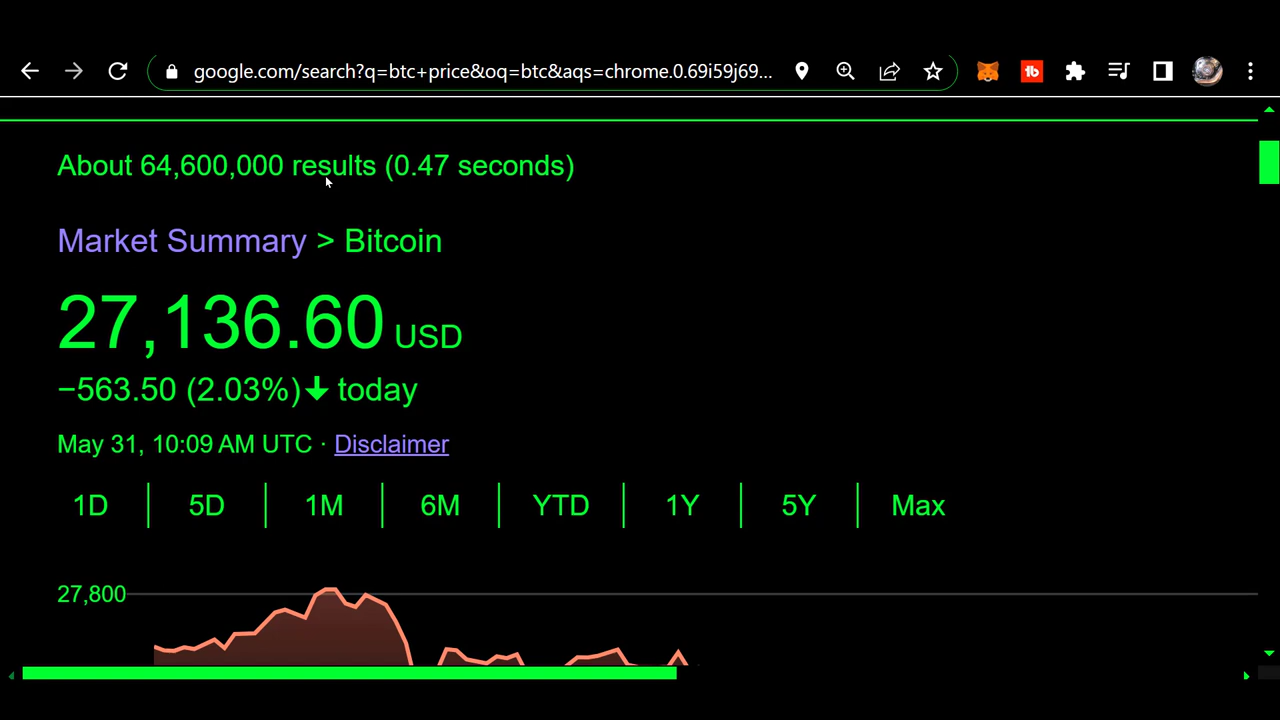 google.com/search?q=btc+price&oq=btc&aqs=chrome.0.69i59j69...
tb
About 64,600,000 results (0.47 seconds)
Market Summary > Bitcoin
27,136.60 USD
−563.50 (2.03%)↓ today
May 31, 10:09 AM UTC · Disclaimer
1D 5D 1M 6M YTD 1Y 5Y Max
27,800